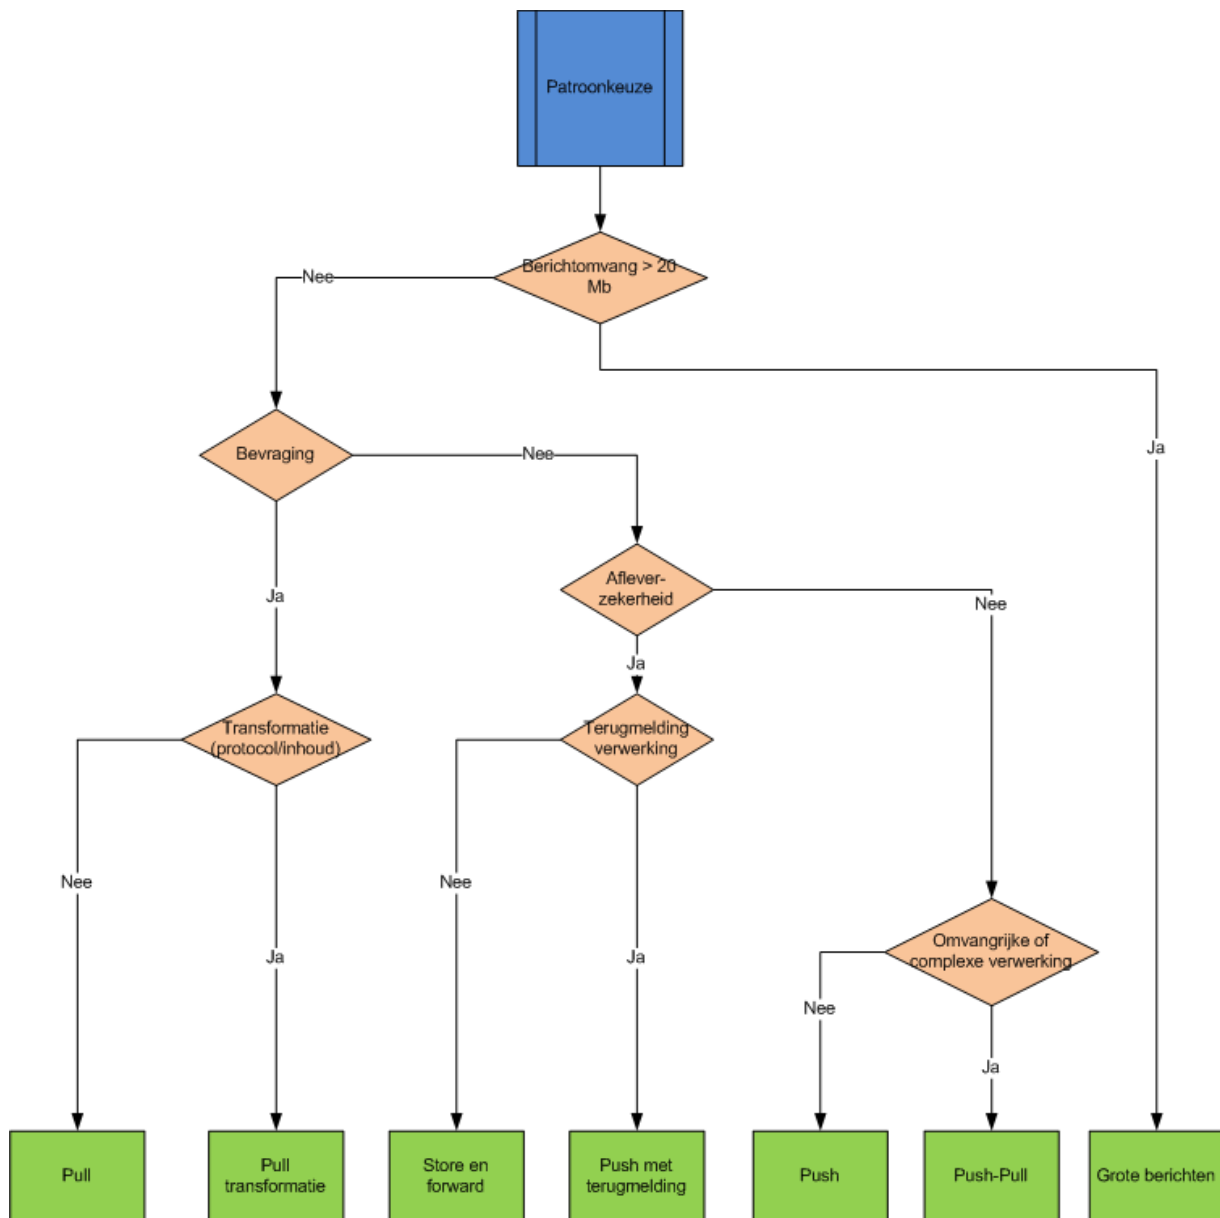 Patroonkeuze
Berichtomvang > 20
Mb
Nee
Bevraging
Nee
Ja
Aflever-
zekerheid
Ja
Nee
Ja
Transformatie
(protocol/inhoud)
Terugmelding
verwerking
Nee
Nee
Omvangrijke of
complexe verwerking
Ja
Ja
Nee
Ja
Pull
Pull
transformatie
Store en
forward
Push met
terugmelding
Push
Push-Pull
Grote berichten